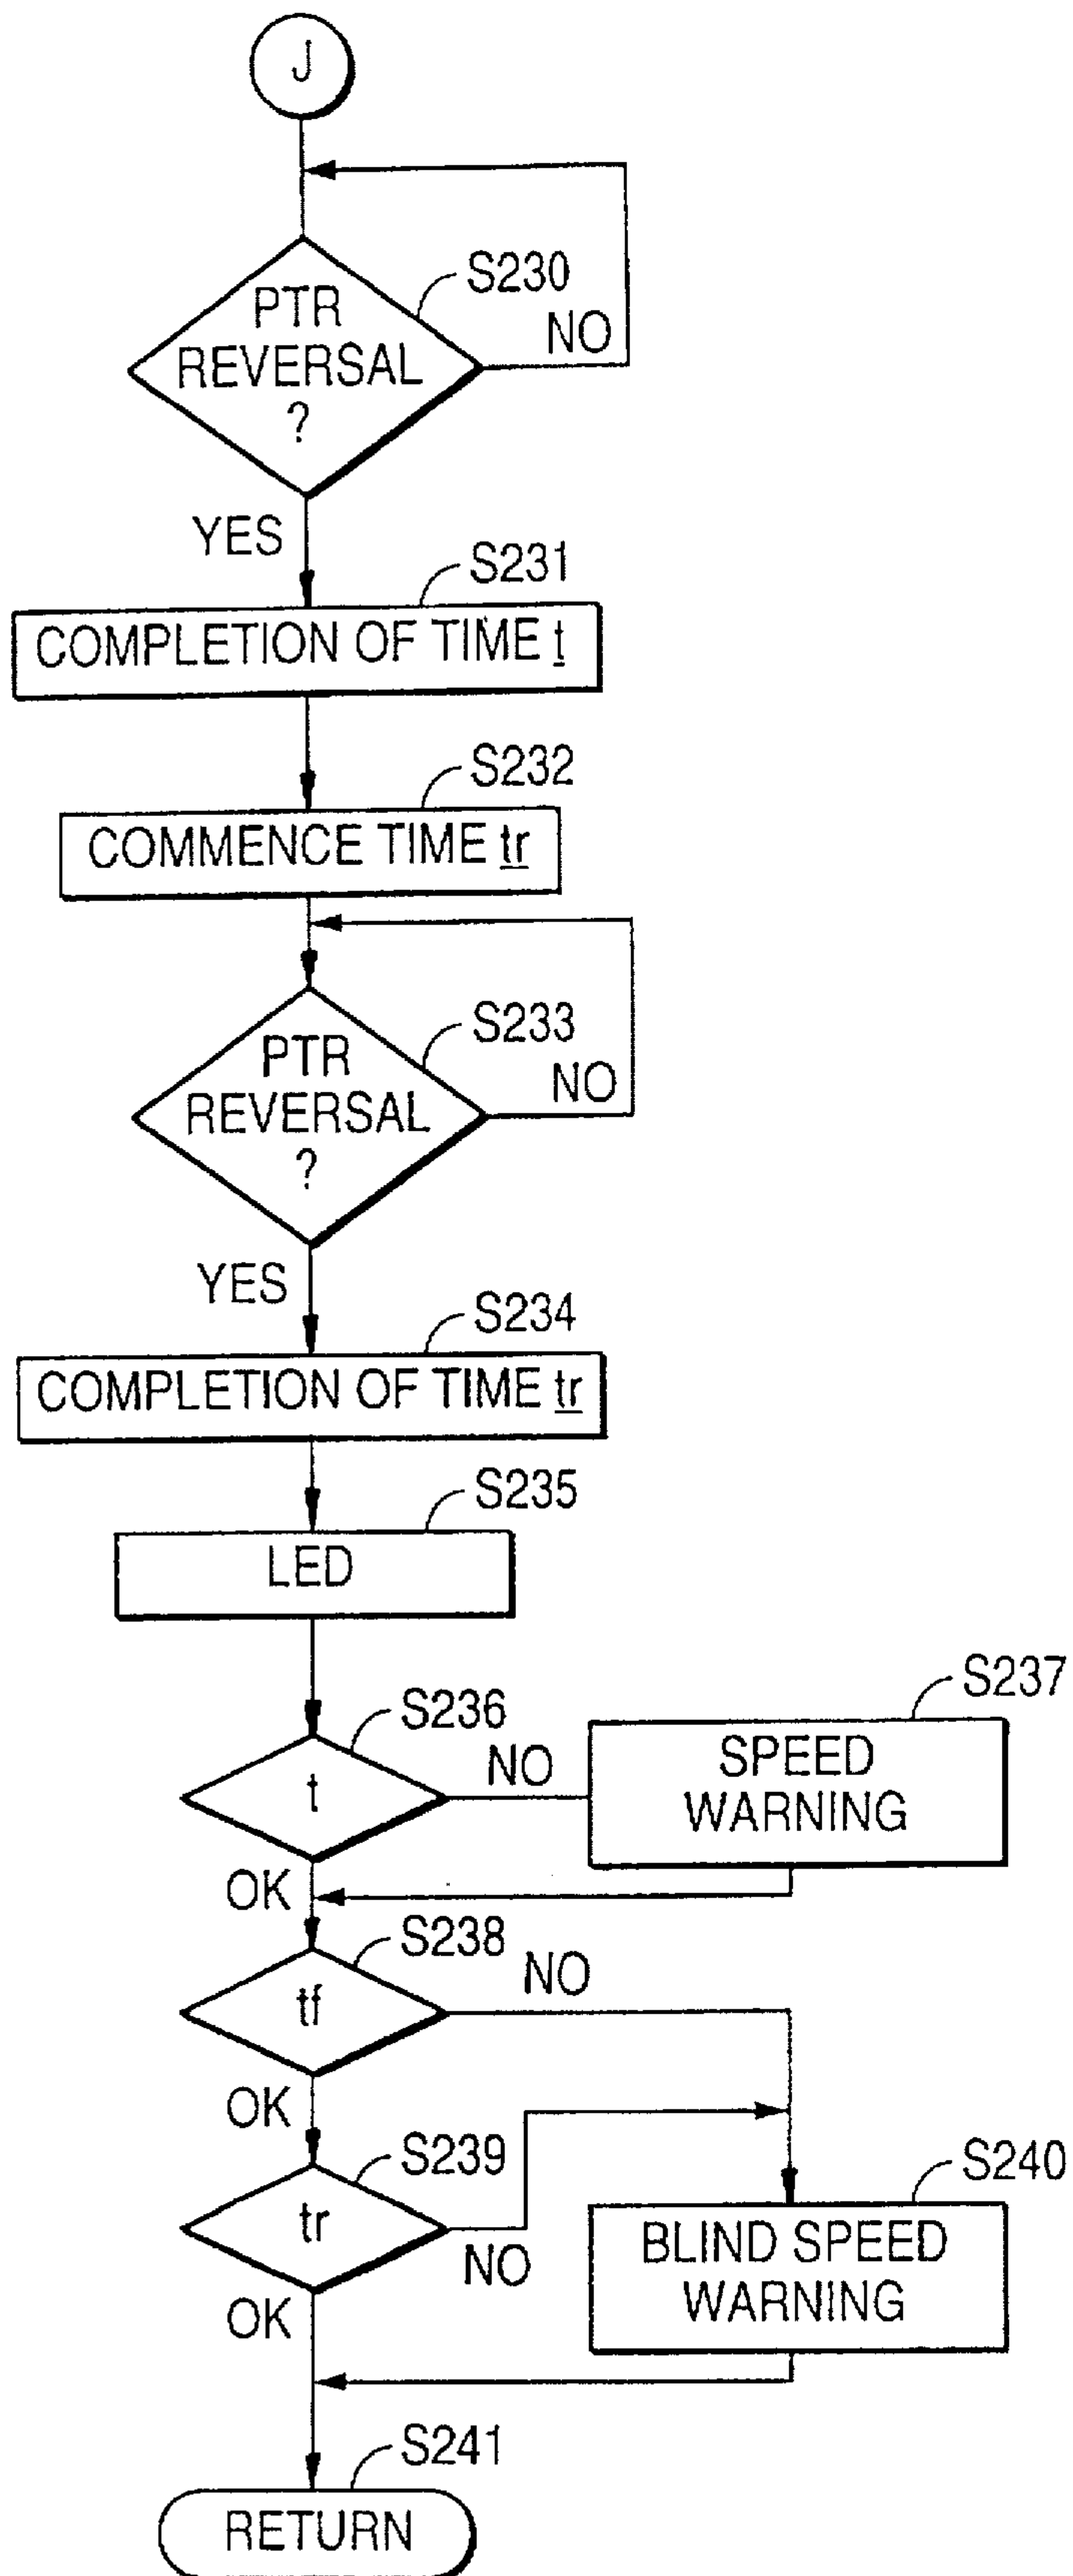 J
S230
PTR
REVERSAL
?
NO
YES
S231
COMPLETION OF TIME t
S232
COMMENCE TIME tr
S233
PTR
REVERSAL
?
NO
YES
S234
COMPLETION OF TIME tr
S235
LED
S236
t
NO
S237
SPEED
WARNING
OK
S238
tf
NO
OK
S239
tr
NO
S240
BLIND SPEED
WARNING
OK
S241
RETURN